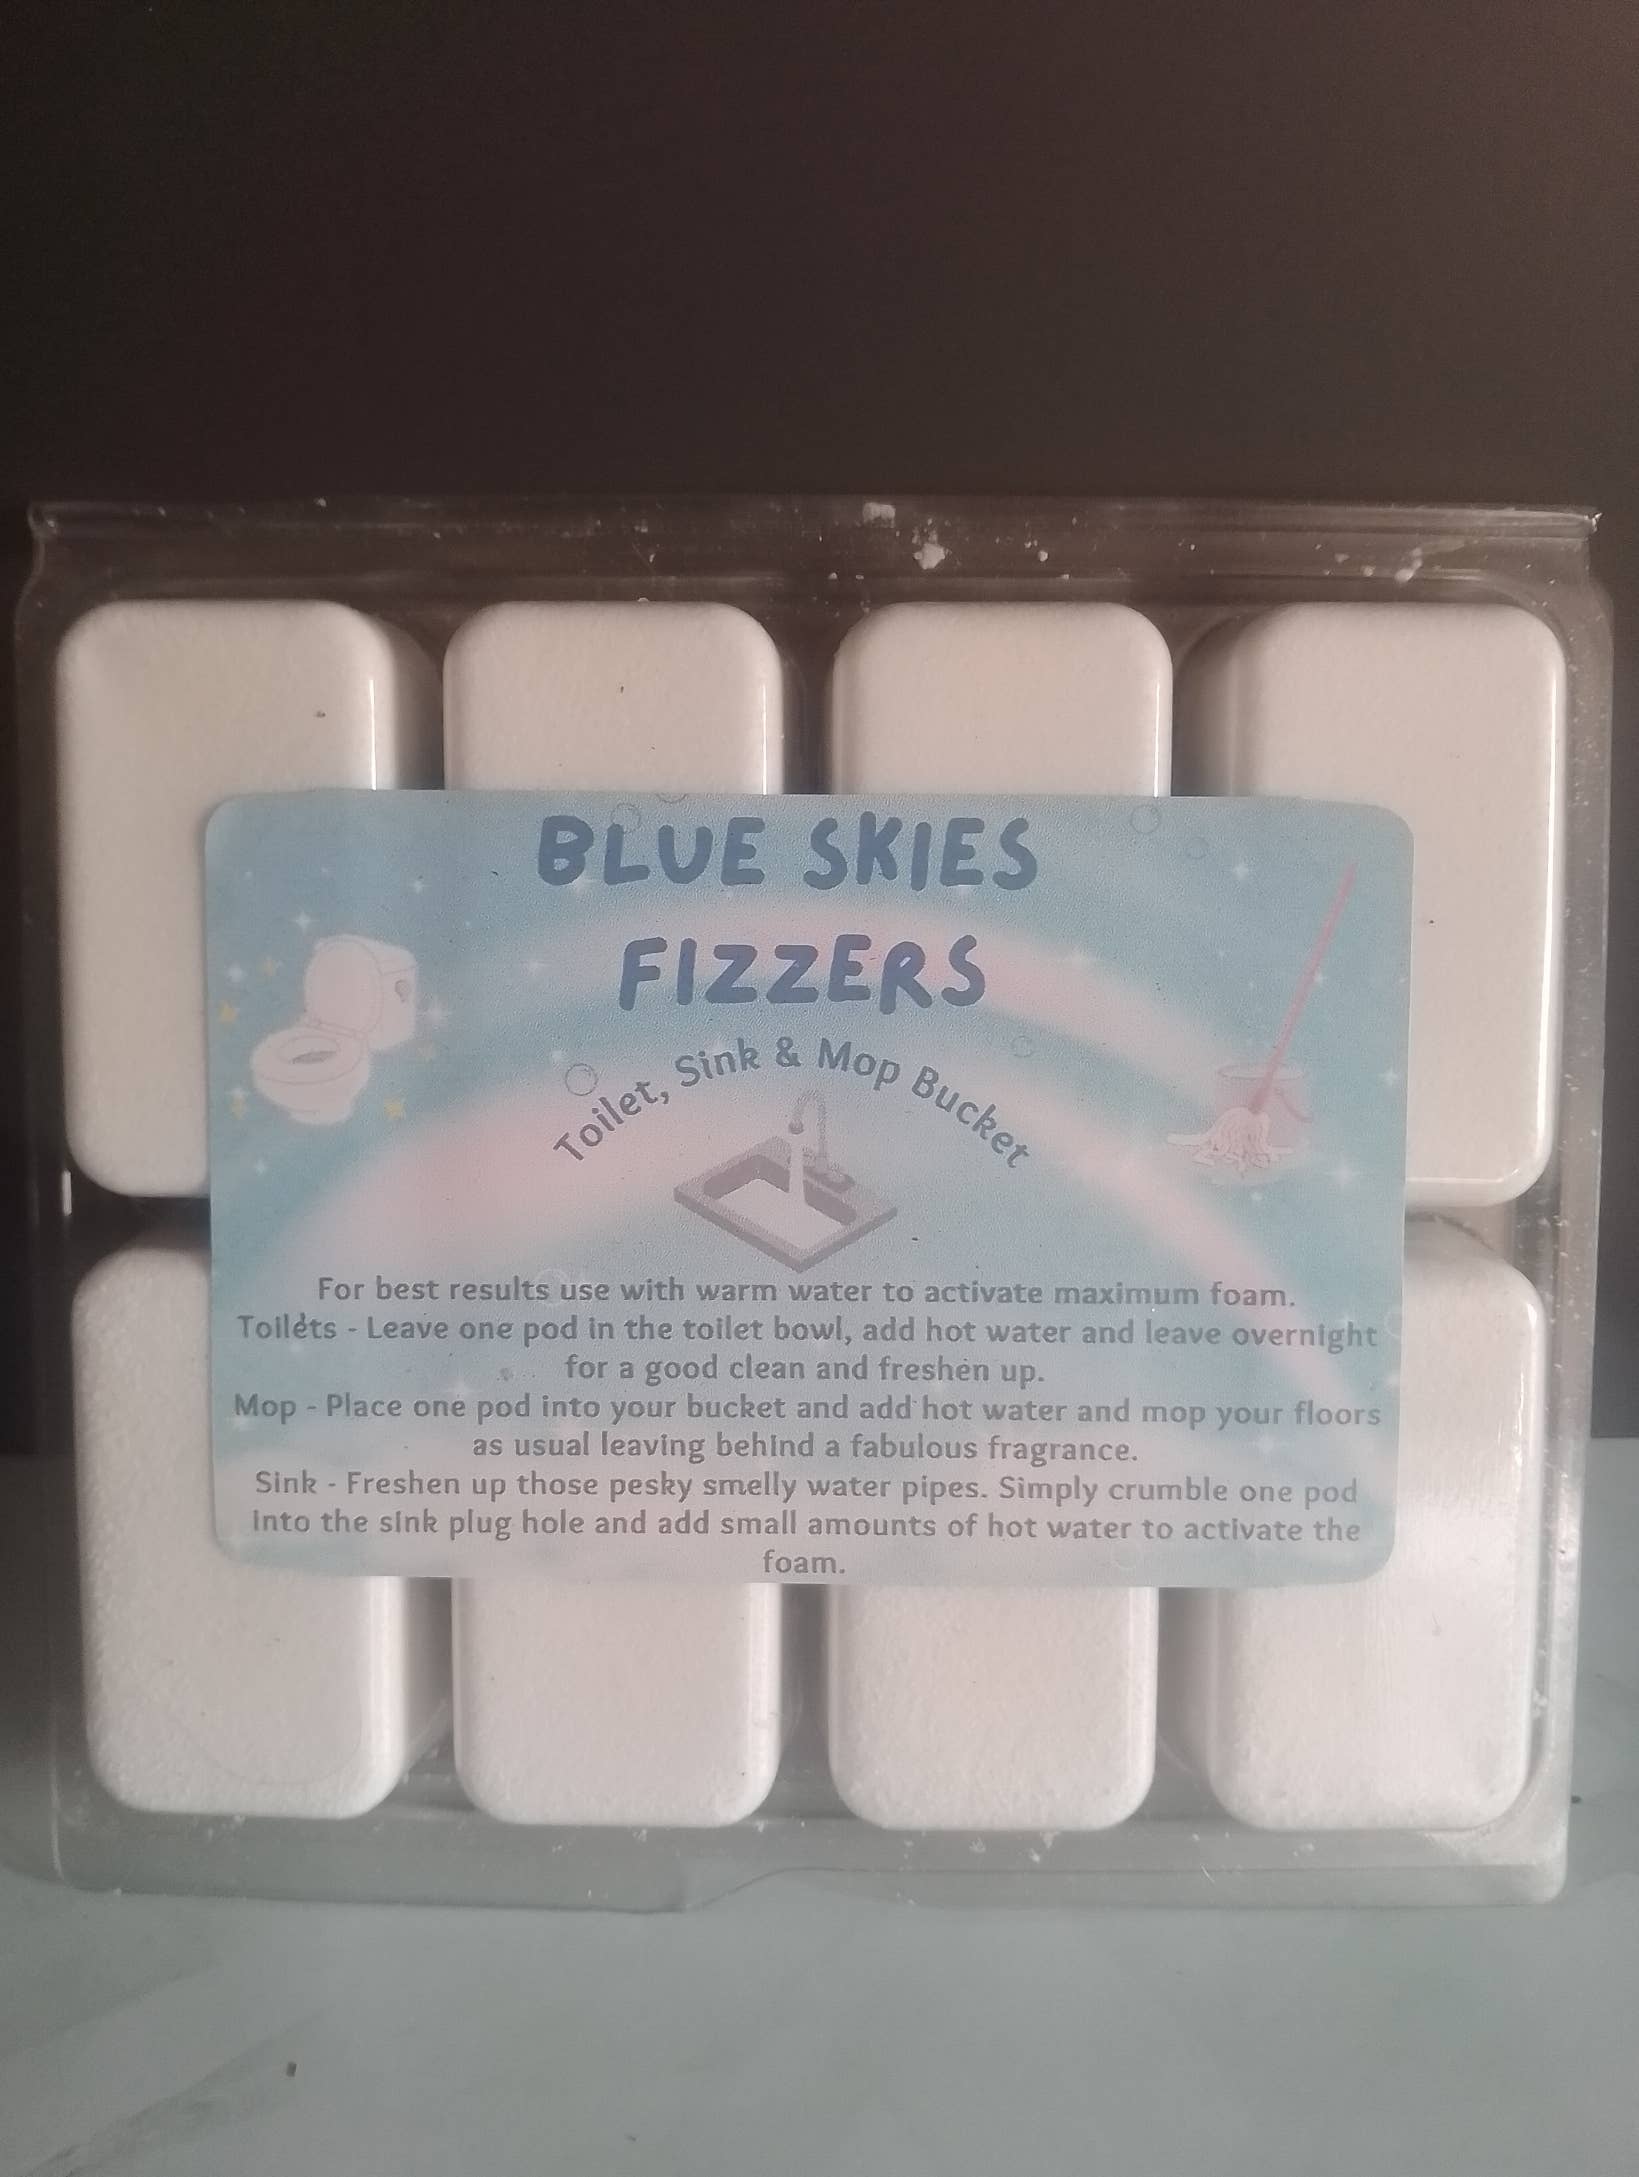 BLUE SKIES
FIZZERS
Toilet, Sink & Mop Bucket
For best results use with warm water to activate maximum foam.
Toilets - Leave one pod in the toilet bowl, add hot water and leave overnight
for a good clean and freshen up.
Mop - Place one pod into your bucket and add hot water and mop your floors
as usual leaving behind a fabulous fragrance.
Sink - Freshen up those pesky smelly water pipes. Simply crumble one pod
into the sink plug hole and add small amounts of hot water to activate the
foam.